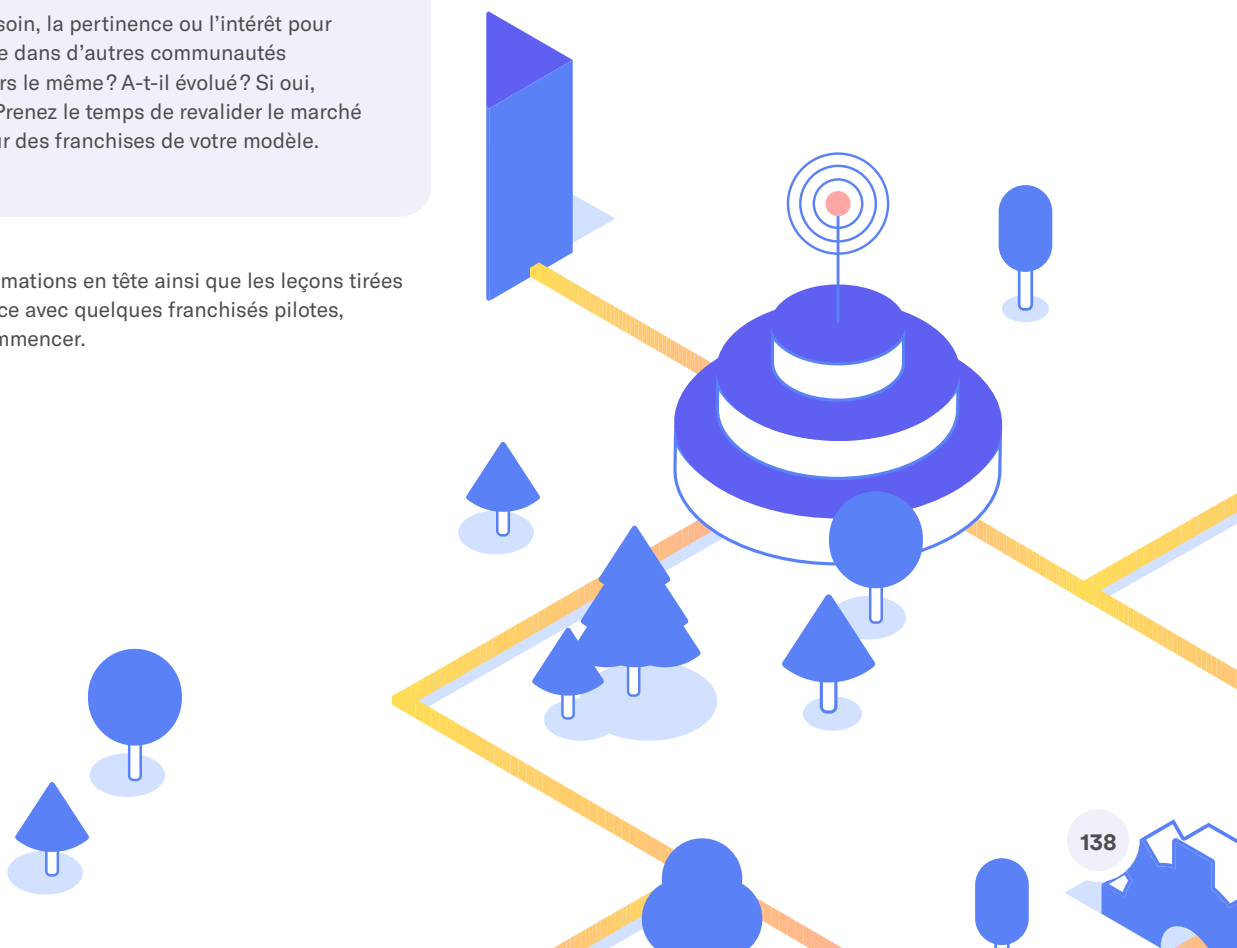 soin, la pertinence ou l’intérêt pour
e dans d’autres communautés
rs le même? A-t-il évolué? Si oui,
Prenez le temps de revalider le marché
ur des franchises de votre modèle.
mations en tête ainsi que les leçons tirées
ce avec quelques franchisés pilotes,
mmencer.
138